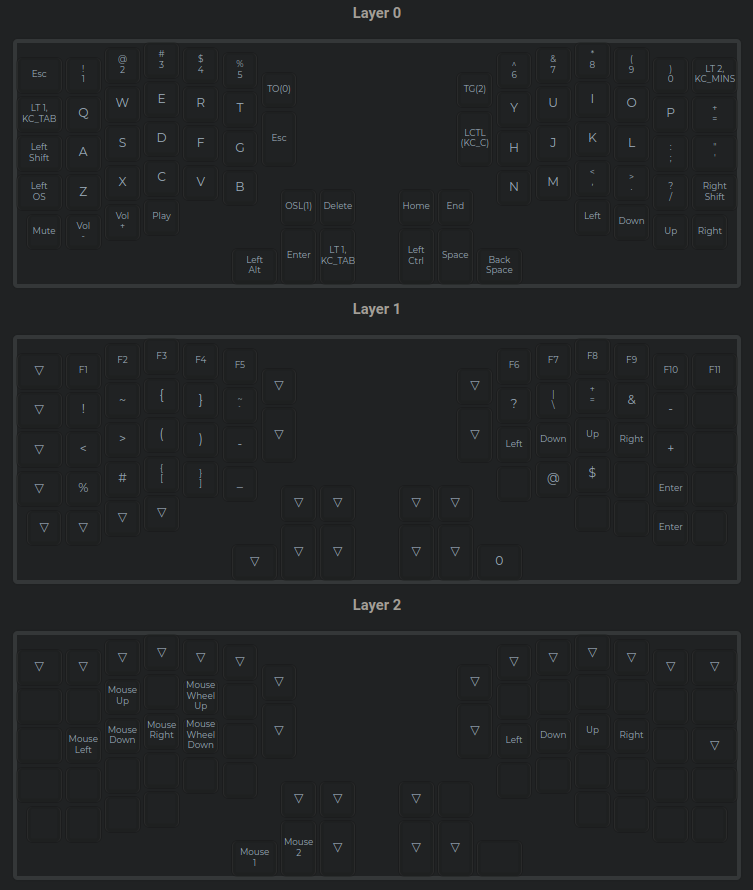 Layer 0
Esc
!
1
@
2
#
3
$
4
%
5
TO(0)
TG(2)
^
6
&
7
*
8
(
9
)
0
LT 2,
KC_MINS
LT 1,
KC_TAB
Q
W
E
R
T
Esc
LCTL
(KC_C)
Y
U
I
O
P
+
=
Left
Shift
A
S
D
F
G
H
J
K
L
:
;
"
'
Left
OS
Z
X
C
V
B
N
M
<
,
>
.
?
/
Right
Shift
Mute
Vol
-
Vol
+
Play
OSL(1)
Delete
Home
End
Left
Down
Up
Right
Left
Alt
Enter
LT 1,
KC_TAB
Left
Ctrl
Space
Back
Space
Layer 1
▽
F1
F2
F3
F4
F5
▽
▽
F6
F7
F8
F9
F10
F11
▽
!
~
{
}
~
`
▽
▽
?
|
\
+
=
&
-
▽
<
>
(
)
-
Left
Down
Up
Right
+
▽
%
#
{
[
}
]
_
@
$
Enter
▽
▽
▽
▽
▽
▽
▽
▽
Enter
▽
▽
▽
▽
▽
0
Layer 2
▽
▽
▽
▽
▽
▽
▽
▽
▽
▽
▽
▽
▽
▽
Mouse
Up
Mouse
Wheel
Up
▽
▽
Mouse
Left
Mouse
Down
Mouse
Right
Mouse
Wheel
Down
Left
Down
Up
Right
▽
▽
▽
▽
Mouse
1
Mouse
2
▽
▽
▽